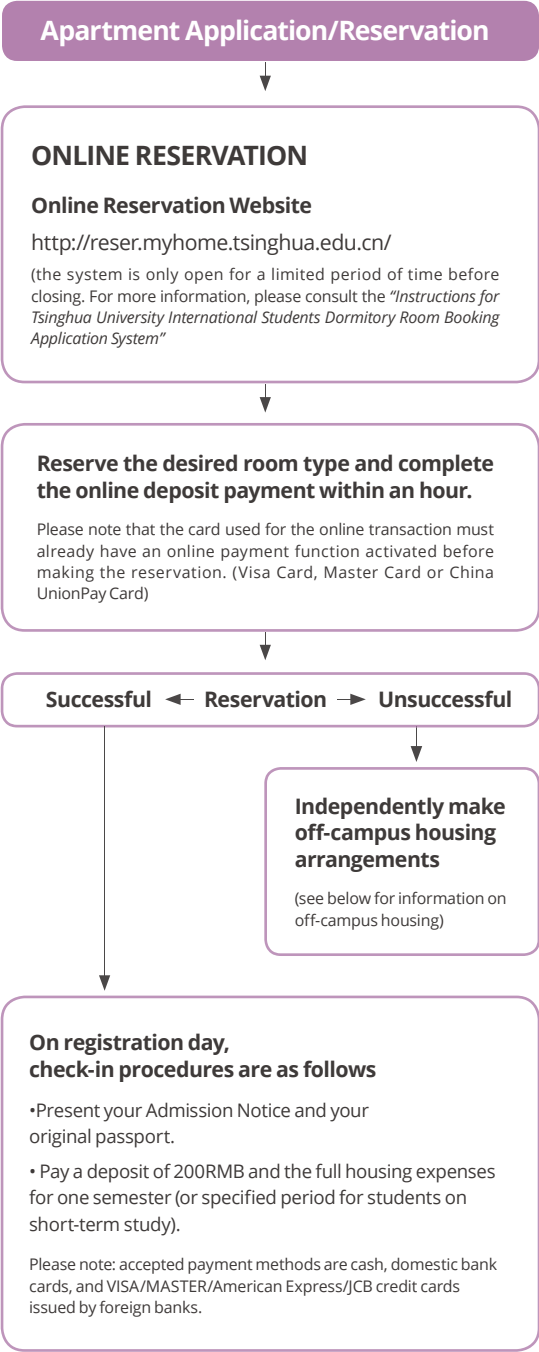 Apartment Application/Reservation
ONLINE RESERVATION
Online Reservation Website
http://reser.myhome.tsinghua.edu.cn/
(the system is only open for a limited period of time before
closing. For more information, please consult the “Instructions for
Tsinghua University International Students Dormitory Room Booking
Application System”
Reserve the desired room type and complete
the online deposit payment within an hour.
Please note that the card used for the online transaction must
already have an online payment function activated before
making the reservation. (Visa Card, Master Card or China
UnionPay Card)
Successful Reservation Unsuccessful
Independently make
off-campus housing
arrangements
(see below for information on
off-campus housing)
On registration day,
check-in procedures are as follows
•Present your Admission Notice and your
original passport.
• Pay a deposit of 200RMB and the full housing expenses
for one semester (or specified period for students on
short-term study).
Please note: accepted payment methods are cash, domestic bank
cards, and VISA/MASTER/American Express/JCB credit cards
issued by foreign banks.